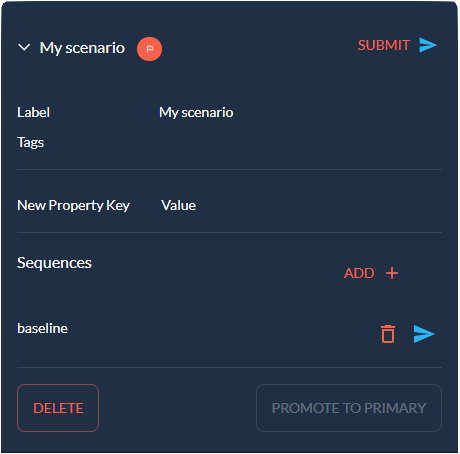 My scenario
SUBMIT
Label My scenario
Tags
New Property Key Value
Sequences
ADD +
baseline
DELETE
PROMOTE TO PRIMARY